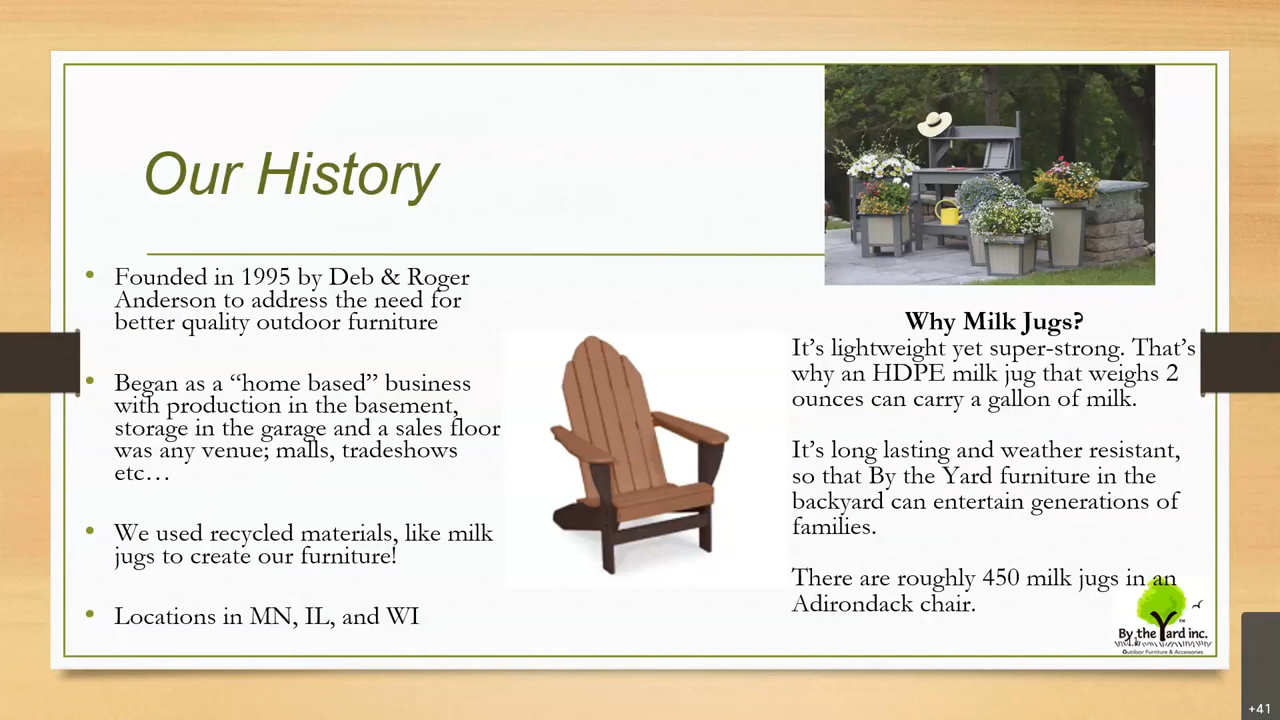 Our History
Founded in 1995 by Deb & Roger
Anderson to address the need for
better quality outdoor furniture
Began as a “home based” business
with production in the basement,
storage in the garage and a sales floor
was any venue; malls, tradeshows
etc…
We used recycled materials, like milk
jugs to create our furniture!
Locations in MN, IL, and WI
Why Milk Jugs?
It’s lightweight yet super-strong. That’s
why an HDPE milk jug that weighs 2
ounces can carry a gallon of milk.
It’s long lasting and weather resistant,
so that By the Yard furniture in the
backyard can entertain generations of
families.
There are roughly 450 milk jugs in an
Adirondack chair.
By the Yard inc.
Outdoor Furniture & Accessories
+41